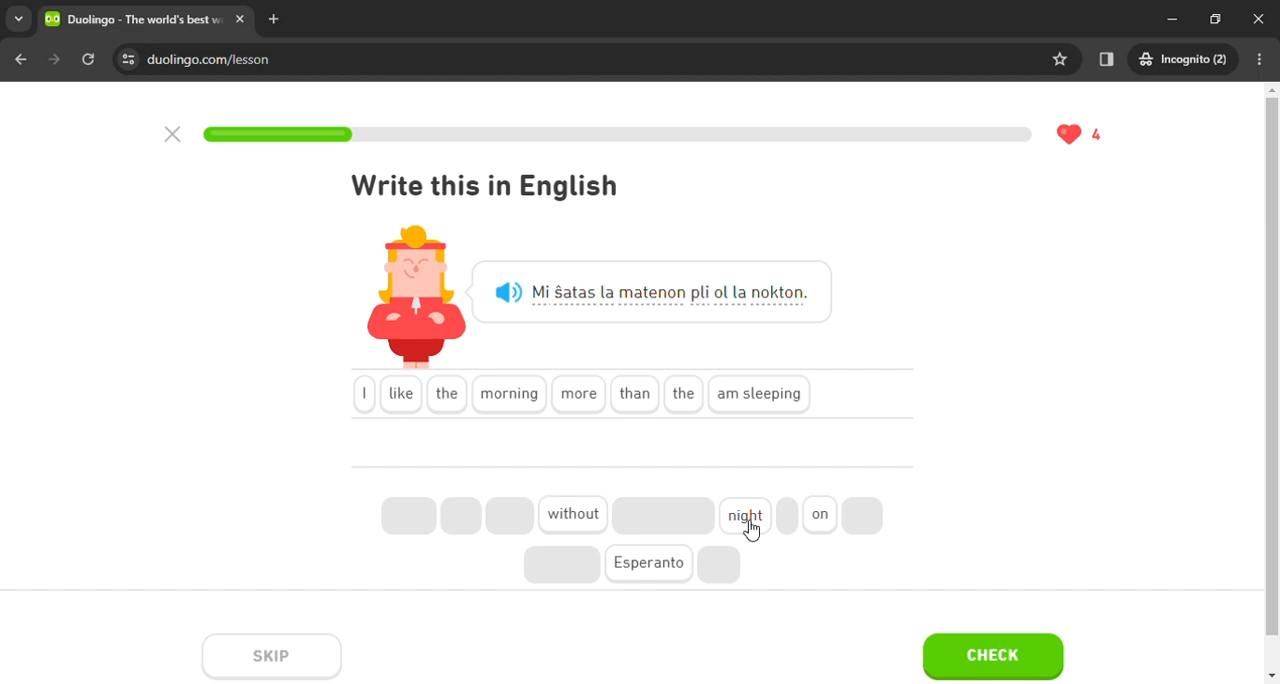 Duolingo - The world's best w
duolingo.com/lesson
Incognito (2)
4
Write this in English
Mi ŝatas la matenon pli ol la nokton.
I like the morning more than the am sleeping
without night on
Esperanto
SKIP
CHECK